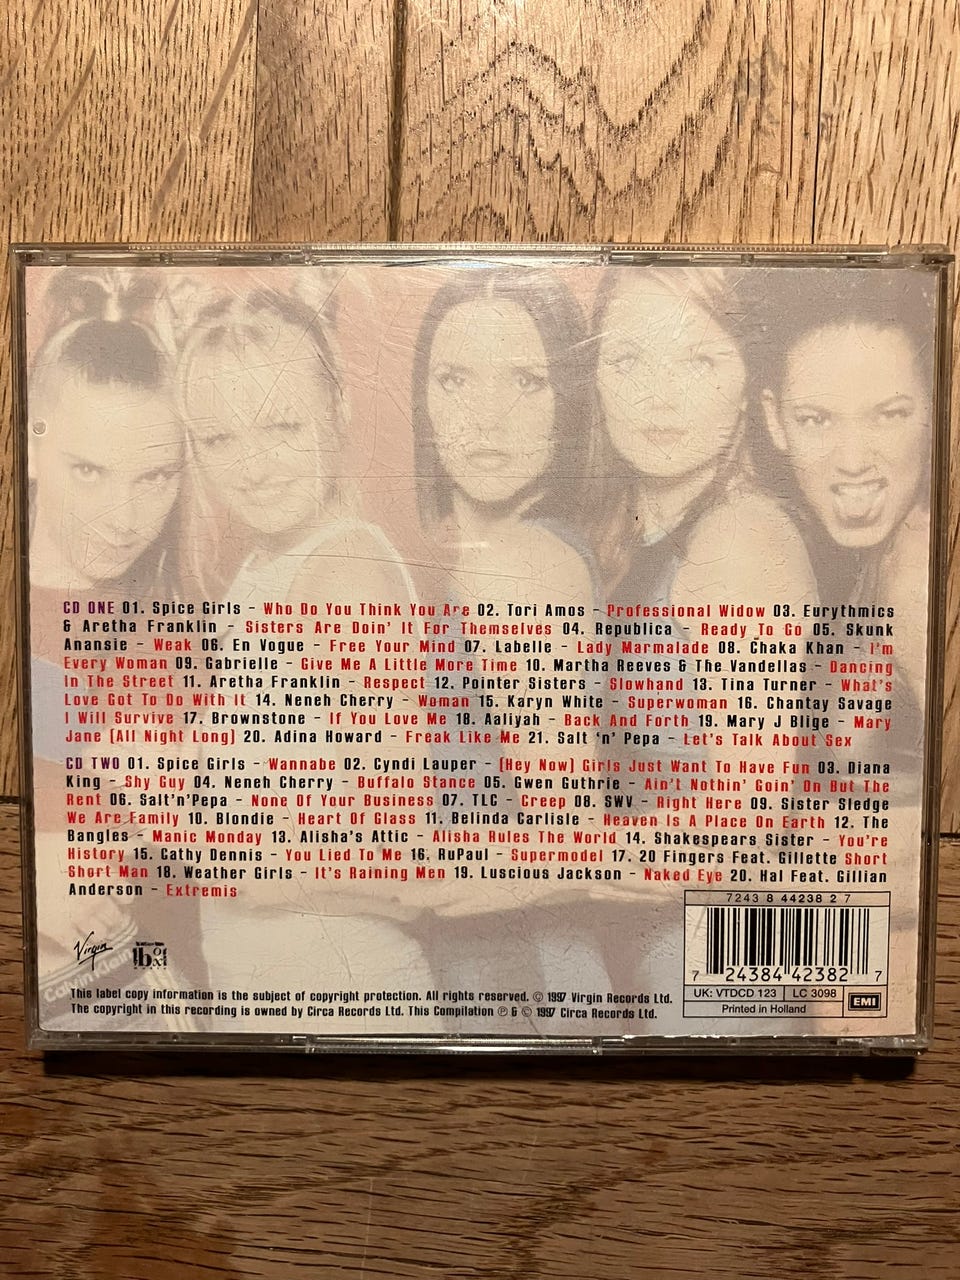 CD ONE 01. Spice Girls - Who Do You Think You Are 02. Tori Amos - Professional Widow 03. Eurythmics
& Aretha Franklin - Sisters Are Doin' It For Themselves 04. Republica - Ready To Go 05. Skunk
Anansie - Weak 06. En Vogue - Free Your Mind 07. Labelle - Lady Marmalade 08. Chaka Khan - I'm
Every Woman 09. Gabrielle - Give Me A Little More Time 10. Martha Reeves & The Vandellas - Dancing
In The Street 11. Aretha Franklin - Respect 12. Pointer Sisters - Slowhand 13. Tina Turner - What's
Love Got To Do With It 14. Neneh Cherry - Woman 15. Karyn White - Superwoman 16. Chantay Savage
I Will Survive 17. Brownstone - If You Love Me 18. Aaliyah - Back And Forth 19. Mary J Blige - Mary
Jane (All Night Long) 20. Adina Howard - Freak Like Me 21. Salt 'n' Pepa - Let's Talk About Sex
CD TWO 01. Spice Girls - Wannabe 02. Cyndi Lauper - (Hey Now) Girls Just Want To Have Fun 03. Diana
King - Shy Guy 04. Neneh Cherry - Buffalo Stance 05. Gwen Guthrie - Ain't Nothin' Goin' On But The
Rent 06. Salt'n'Pepa - None Of Your Business 07. TLC - Creep 08. SWV - Right Here 09. Sister Sledge
We Are Family 10. Blondie - Heart Of Glass 11. Belinda Carlisle - Heaven Is A Place On Earth 12. The
Bangles - Manic Monday 13. Alisha's Attic - Alisha Rules The World 14. Shakespears Sister - You're
History 15. Cathy Dennis - You Lied To Me 16. RuPaul - Supermodel 17. 20 Fingers Feat. Gillette Short
Short Man 18. Weather Girls - It's Raining Men 19. Luscious Jackson - Naked Eye 20. Hal Feat. Gillian
Anderson - Extremis
7243 8 44238 2 7
7 24384 42382 7
UK: VTDCD 123 LC 3098
EMI
Printed in Holland
Virgin
Calvin Klein
This label copy information is the subject of copyright protection. All rights reserved. © 1997 Virgin Records Ltd.
The copyright in this recording is owned by Circa Records Ltd. This Compilation ℗ & © 1997 Circa Records Ltd.